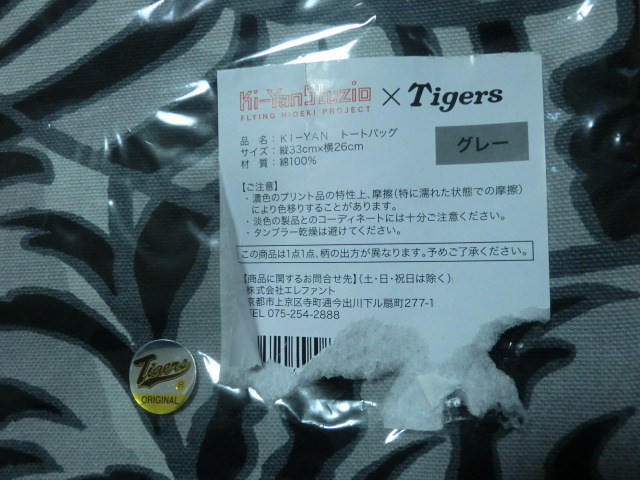 Ki-Yan Stuzio × Tigers
FLYING HIDEKI PROJECT
品 名：KI-YAN トートバッグ
サイズ：縦33cm×横26cm
材 質：綿100%
グレー
【ご注意】
・濃色のプリント品の特性上、摩擦(特に濡れた状態での摩擦)
により色移りすることがあります。
・淡色の製品とのコーディネートには十分ご注意ください。
・タンブラー乾燥は避けてください。
この商品は1点1点、柄の出方が異なります。予めご了承ください。
【商品に関するお問合せ先】(土・日・祝日は除く)
株式会社エレファント
京都市上京区寺町通今出川下ル扇町277-1
TEL 075-254-2888
Tigers
®
ORIGINAL